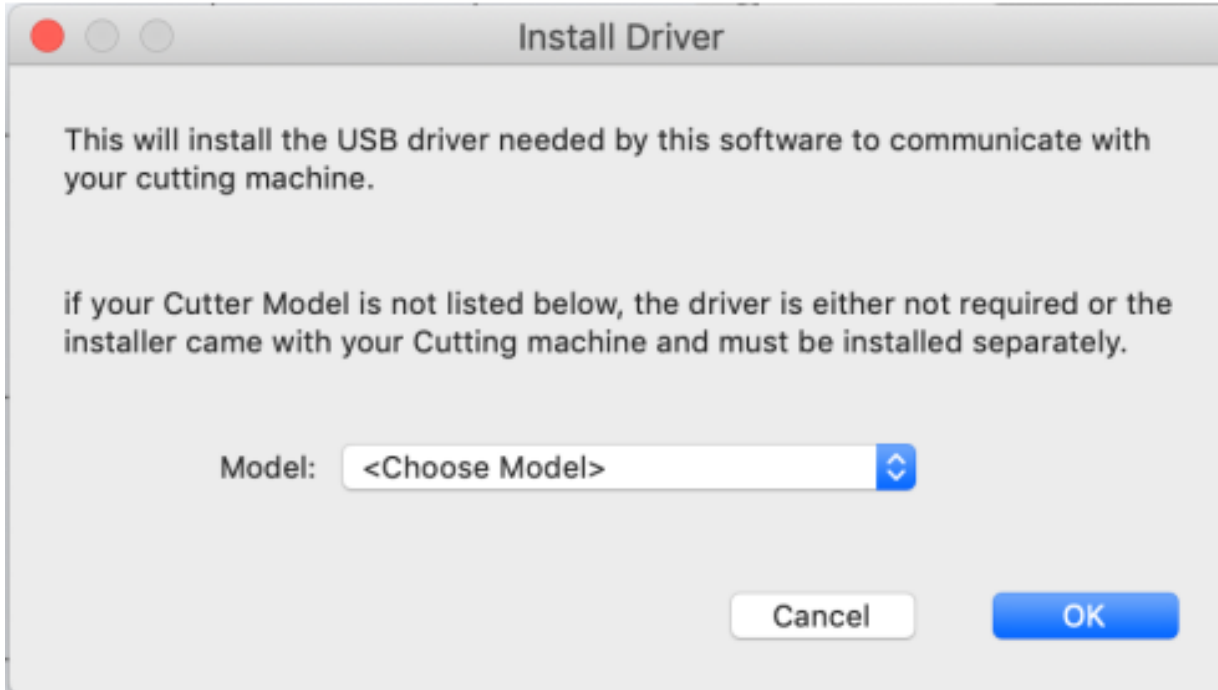 Install Driver
This will install the USB driver needed by this software to communicate with
your cutting machine.
if your Cutter Model is not listed below, the driver is either not required or the
installer came with your Cutting machine and must be installed separately.
Model: <Choose Model>
Cancel OK